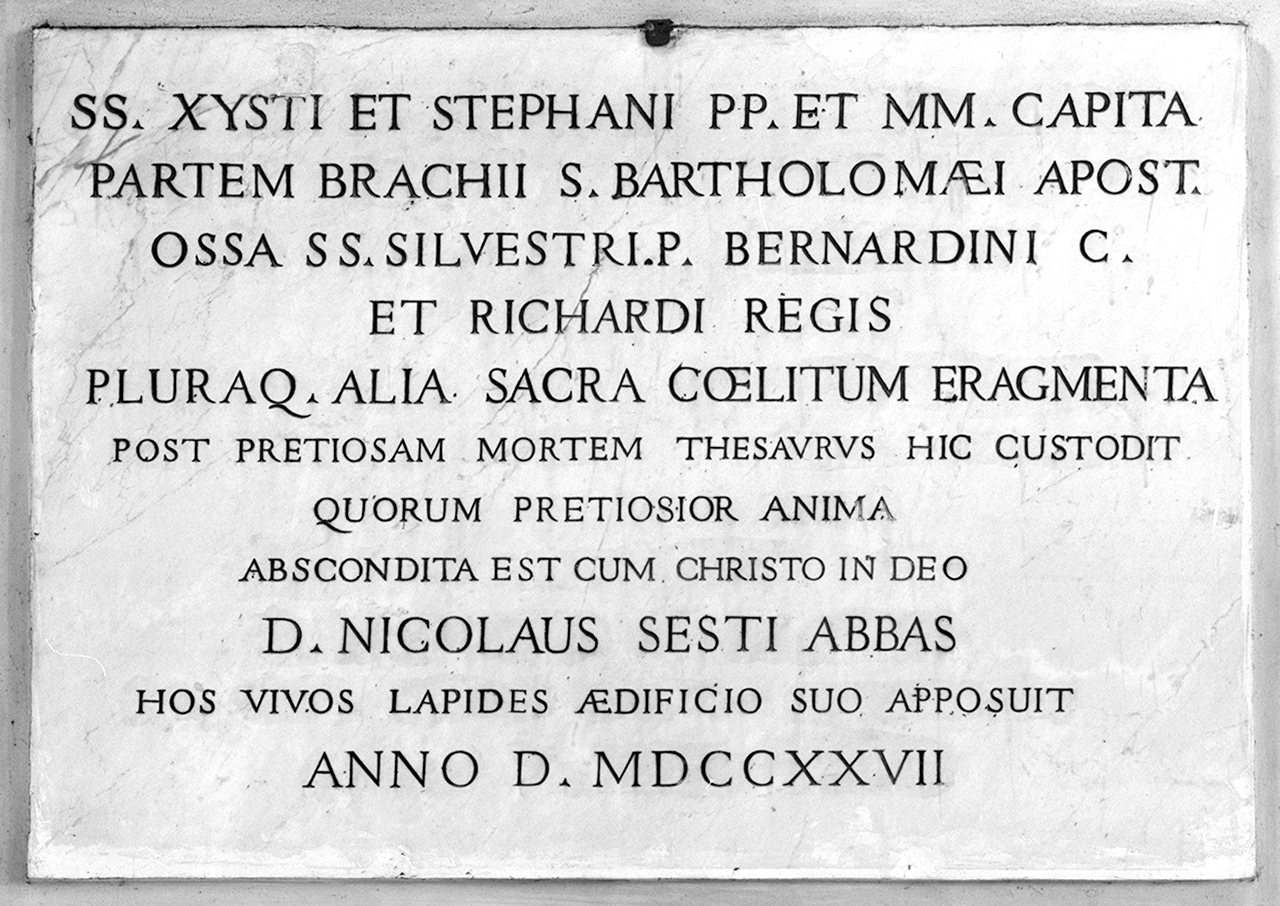 SS. XYSTI ET STEPHANI PP. ET MM. CAPITA
PARTEM BRACHII S. BARTHOLOMÆI APOST.
OSSA SS. SILVESTRI. P. BERNARDINI C.
ET RICHARDI REGIS
PLURAQ. ALIA SACRA CŒLITUM ERAGMENTA
POST PRETIOSAM MORTEM THESAVRVS HIC CUSTODIT
QUORUM PRETIOSIOR ANIMA
ABSCONDITA EST CUM CHRISTO IN DEO
D. NICOLAUS SESTI ABBAS
HOS VIVOS LAPIDES ÆDIFICIO SUO APPOSUIT
ANNO D. MDCCXXVII